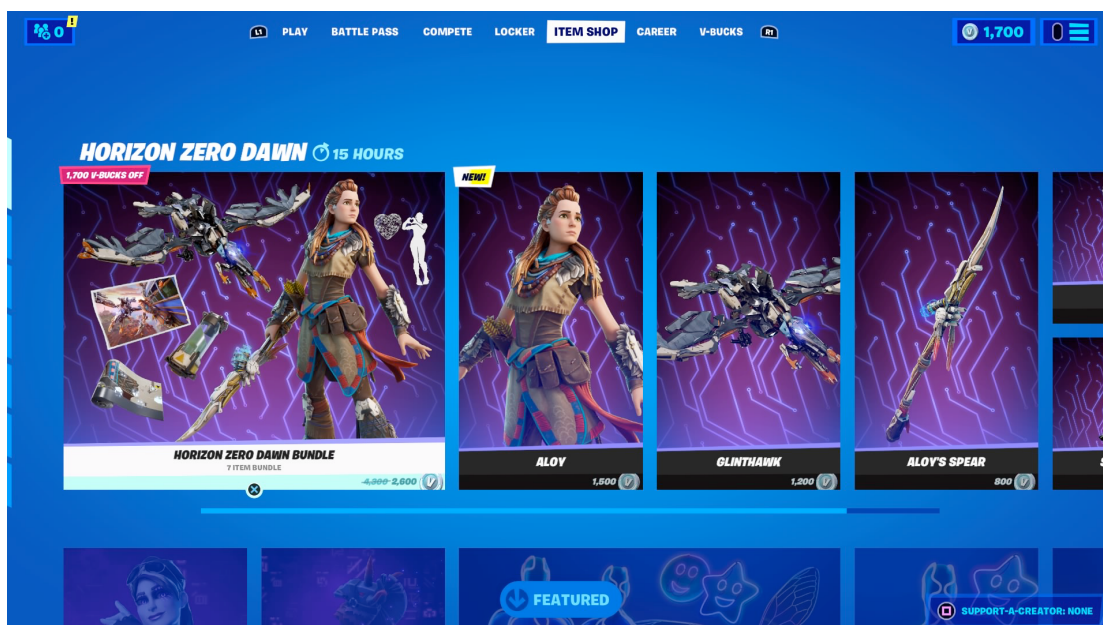 0 !
L1 PLAY BATTLE PASS COMPETE LOCKER ITEM SHOP CAREER V-BUCKS R1
1,700
HORIZON ZERO DAWN 15 HOURS
1,700 V-BUCKS OFF
HORIZON ZERO DAWN BUNDLE
7 ITEM BUNDLE
4,300 2,600
NEW!
ALOY
1,500
GLINTHAWK
1,200
ALOY'S SPEAR
800
FEATURED
SUPPORT-A-CREATOR: NONE